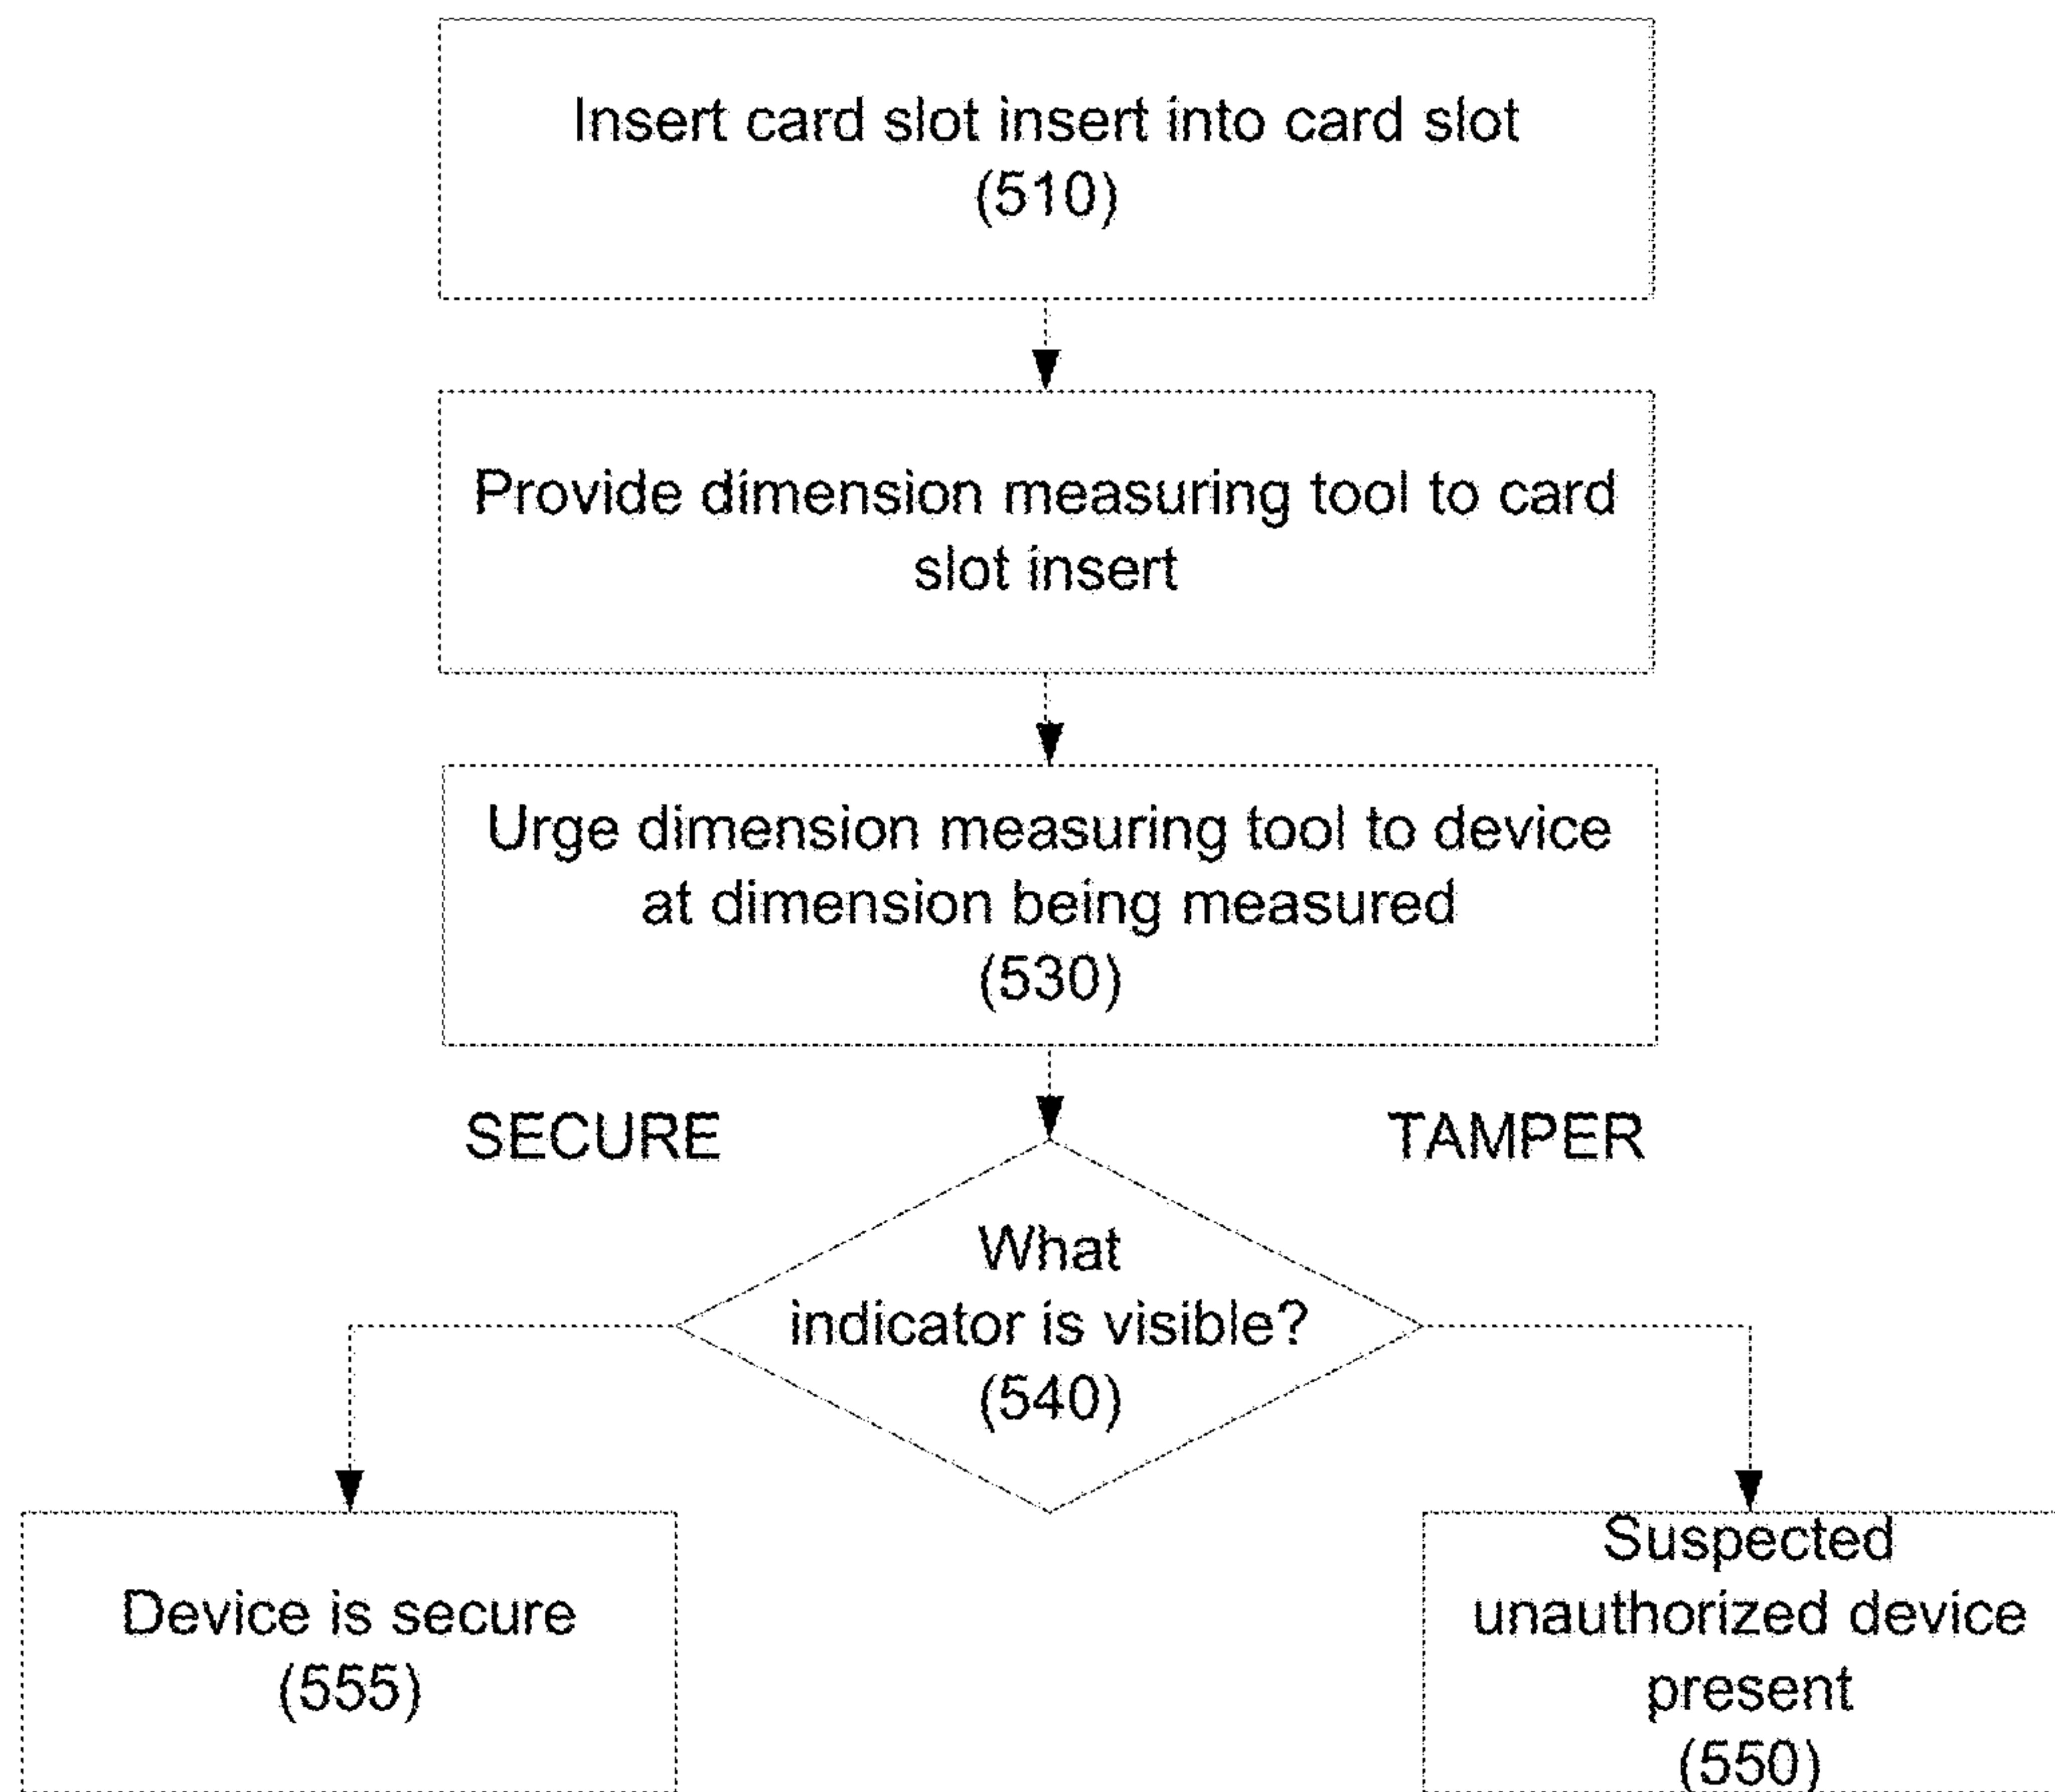 Insert card slot insert into card slot
(510)
Provide dimension measuring tool to card
slot insert
Urge dimension measuring tool to device
at dimension being measured
(530)
SECURE
TAMPER
What
indicator is visible?
(540)
Device is secure
(555)
Suspected
unauthorized device
present
(550)